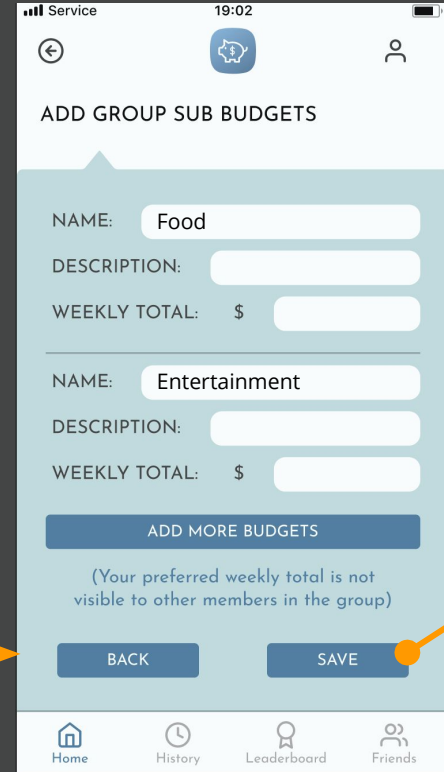 Service 19:02
$
ADD GROUP SUB BUDGETS
NAME: Food
DESCRIPTION:
WEEKLY TOTAL: $
NAME: Entertainment
DESCRIPTION:
WEEKLY TOTAL: $
ADD MORE BUDGETS
(Your preferred weekly total is not
visible to other members in the group)
BACK SAVE
Home History Leaderboard Friends